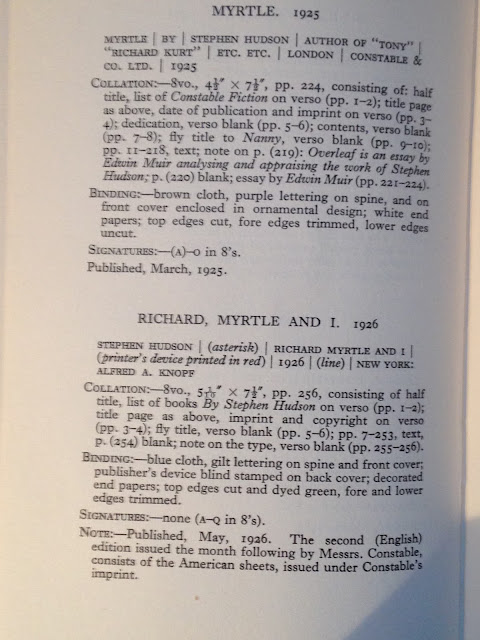 MYRTLE. 1925
MYRTLE | BY | STEPHEN HUDSON | AUTHOR OF "TONY" |
"RICHARD KURT" | ETC. ETC. | LONDON | CONSTABLE &
CO. LTD. | 1925
COLLATION:—8vo., 4½″ × 7½″, pp. 224, consisting of: half
title, list of Constable Fiction on verso (pp. 1–2); title page
as above, date of publication and imprint on verso (pp. 3–
4); dedication, verso blank (pp. 5–6); contents, verso blank
(pp. 7–8); fly title to Nanny, verso blank (pp. 9–10);
pp. 11–218, text; note on p. (219): Overleaf is an essay by
Edwin Muir analysing and appraising the work of Stephen
Hudson; p. (220) blank; essay by Edwin Muir (pp. 221–224).
BINDING:—brown cloth, purple lettering on spine, and on
front cover enclosed in ornamental design; white end
papers; top edges cut, fore edges trimmed, lower edges
uncut.
SIGNATURES:—(A)–O in 8's.
Published, March, 1925.
RICHARD, MYRTLE AND I. 1926
STEPHEN HUDSON | (asterisk) | RICHARD MYRTLE AND I |
(printer's device printed in red) | 1926 | (line) | NEW YORK:
ALFRED A. KNOPF
COLLATION:—8vo., × 7½″, pp. 256, consisting of half
title, list of books By Stephen Hudson on verso (pp. 1–2);
title page as above, imprint and copyright on verso
(pp. 3–4); fly title, verso blank (pp. 5–6); pp. 7–253, text,
p. (254) blank; note on the type, verso blank (pp. 255–256).
BINDING:—blue cloth, gilt lettering on spine and front cover;
publisher's device blind stamped on back cover; decorated
end papers; top edges cut and dyed green, fore and lower
edges trimmed.
SIGNATURES:—none (A–Q in 8's).
NOTE:—Published, May, 1926. The second (English)
edition issued the month following by Messrs. Constable,
consists of the American sheets, issued under Constable's
imprint.